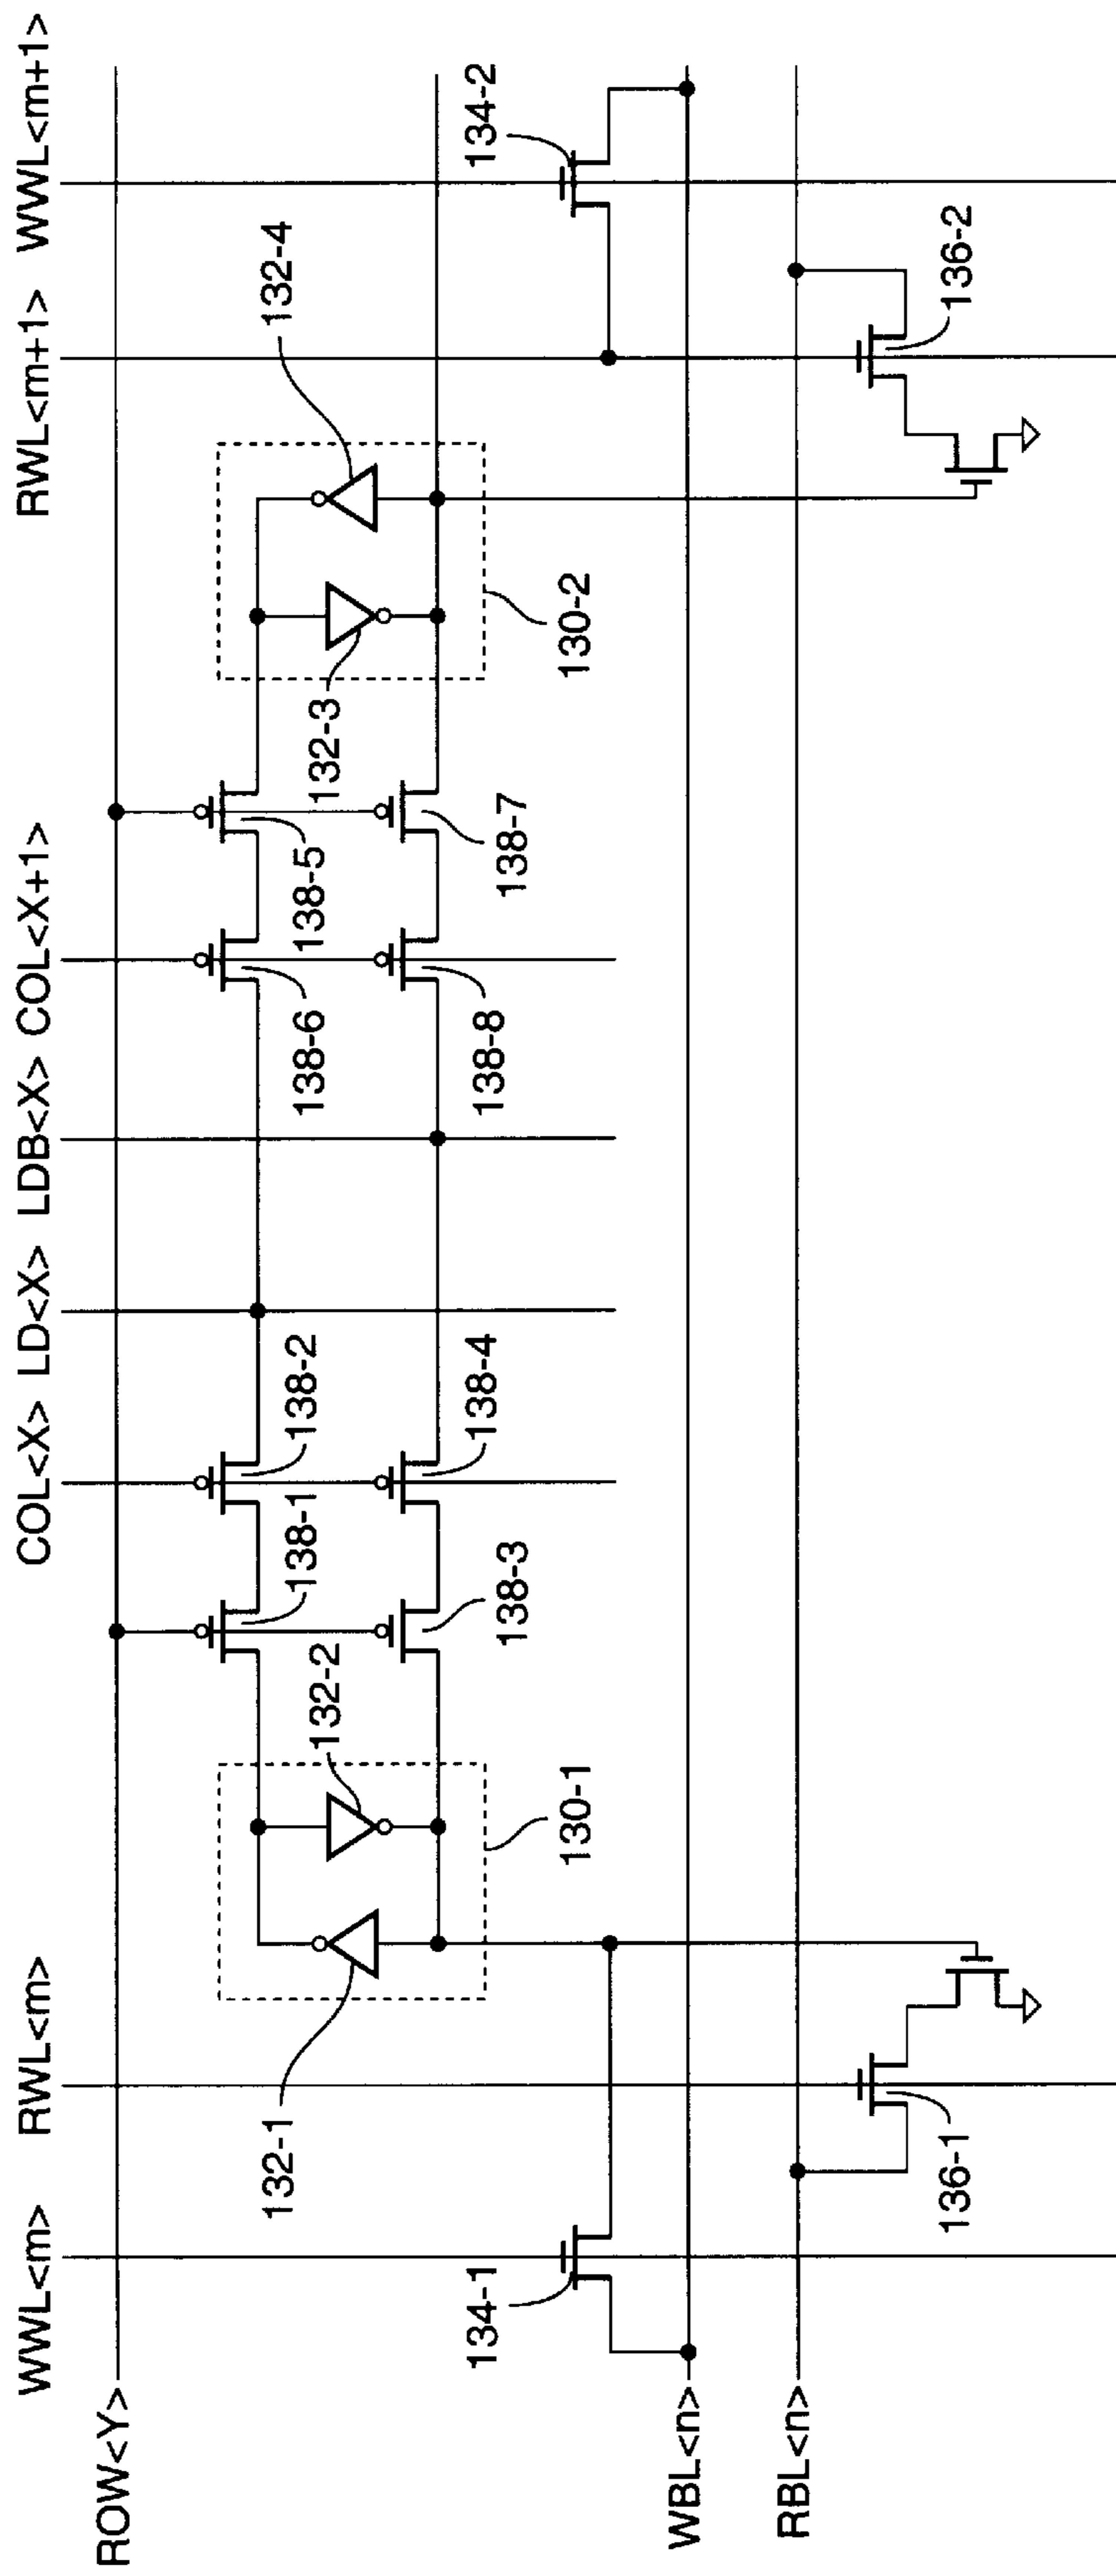 WWL<m>
RWL<m>
COL<X>
LD<X>
LDB<X>
COL<X+1>
RWL<m+1>
WWL<m+1>
ROW<Y>
132-1
132-2
138-1
138-2
138-6
138-5
132-3
132-4
134-1
130-1
138-3
138-4
138-8
138-7
130-2
134-2
WBL<n>
RBL<n>
136-1
136-2